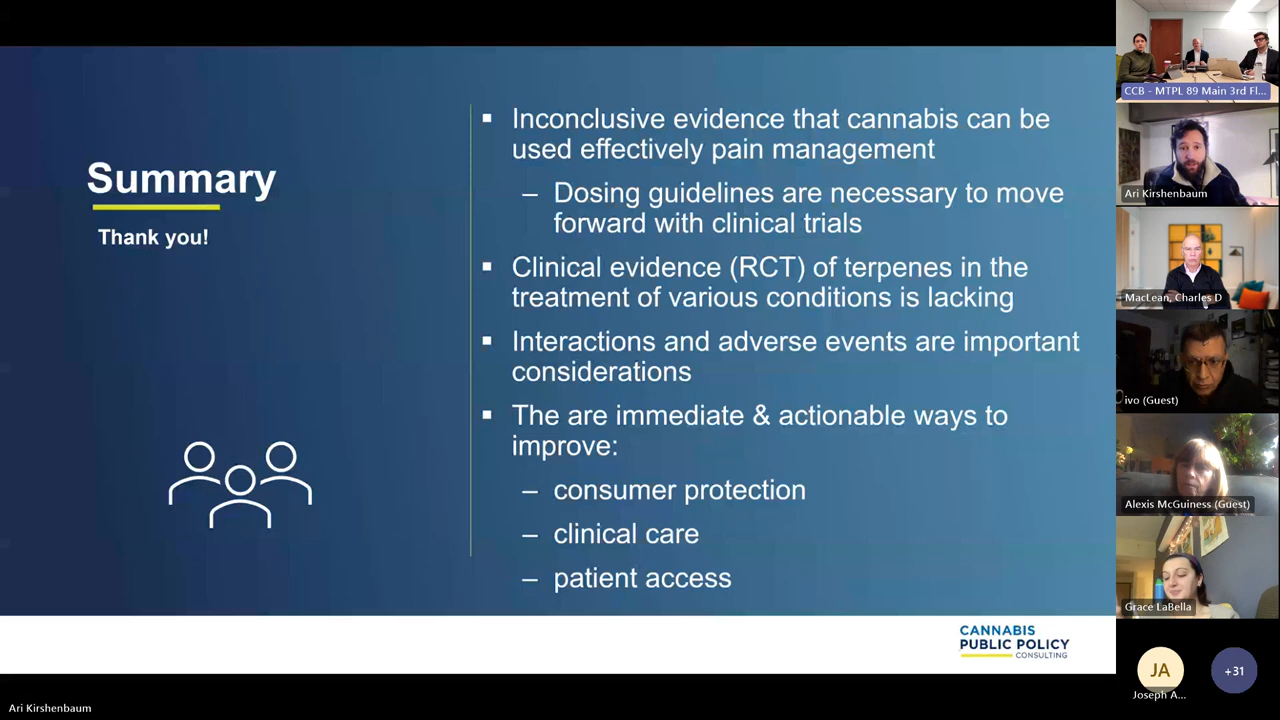 Summary
Thank you!
▪ Inconclusive evidence that cannabis can be
used effectively pain management
– Dosing guidelines are necessary to move
forward with clinical trials
▪ Clinical evidence (RCT) of terpenes in the
treatment of various conditions is lacking
▪ Interactions and adverse events are important
considerations
▪ The are immediate & actionable ways to
improve:
– consumer protection
– clinical care
– patient access
CANNABIS
PUBLIC POLICY
CONSULTING
Ari Kirshenbaum
CCB - MTPL 89 Main 3rd Fl...
Ari Kirshenbaum
MacLean, Charles D
ivo (Guest)
Alexis McGuiness (Guest)
Grace LaBella
JA
Joseph A...
+31